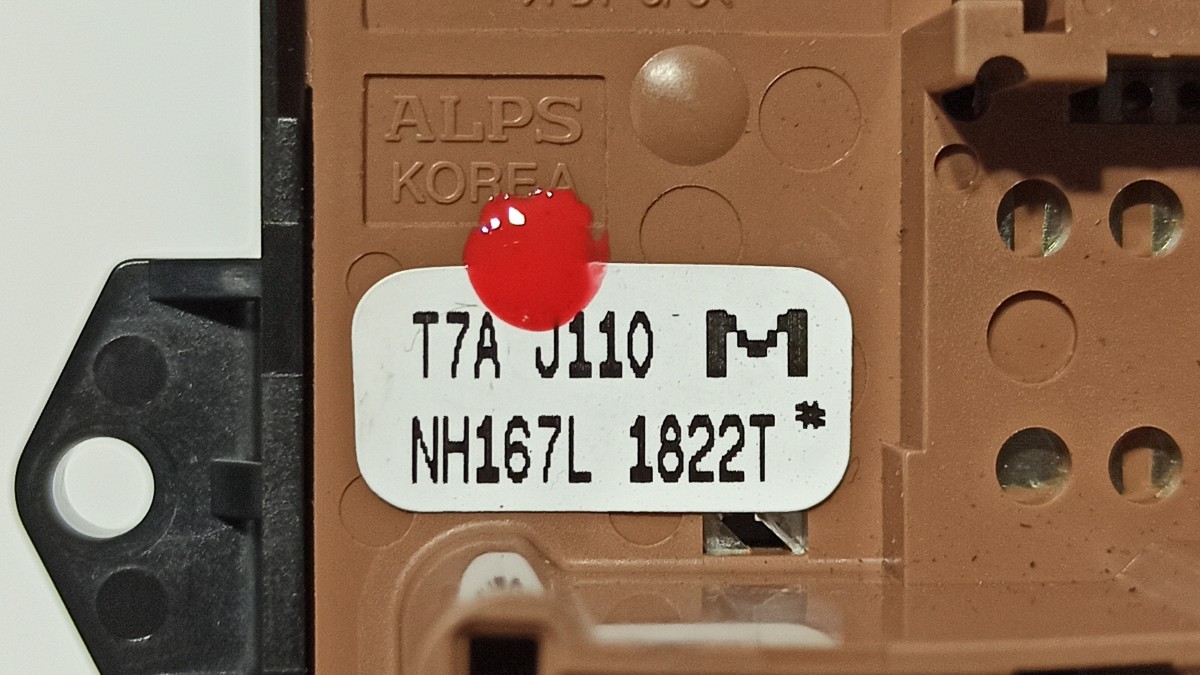 ALPS
KOREA
T7A J110 M
NH167L 1822T *